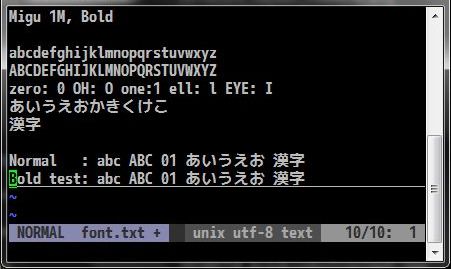 Migu 1M, Bold
abcdefghijklmnopqrstuvwxyz
ABCDEFGHIJKLMNOPQRSTUVWXYZ
zero: 0 OH: O one:1 ell: l EYE: I
あいうえおかきくけこ
漢字
Normal   : abc ABC 01 あいうえお 漢字
Bold test: abc ABC 01 あいうえお 漢字
~
~
NORMAL  font.txt +  unix utf-8 text  10/10:  1